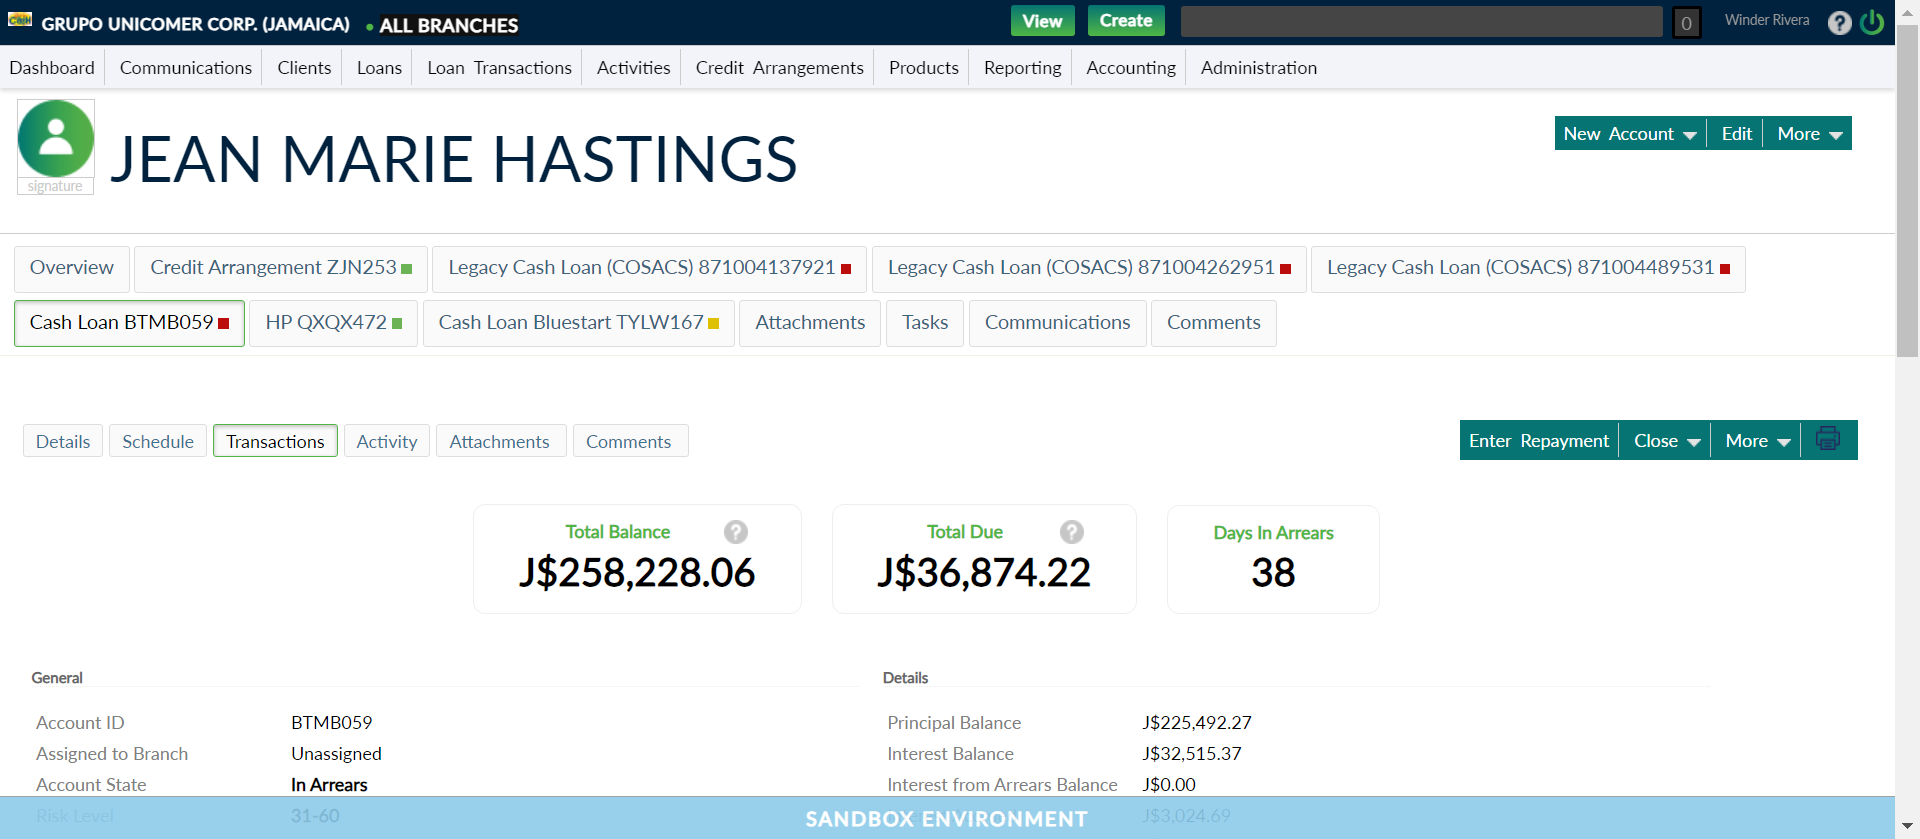 Cash GRUPO UNICOMER CORP. (JAMAICA) • ALL BRANCHES View Create 0 Winder Rivera ?
Dashboard Communications Clients Loans Loan Transactions Activities Credit Arrangements Products Reporting Accounting Administration
JEAN MARIE HASTINGS
signature
New Account Edit More
Overview Credit Arrangement ZJN253 Legacy Cash Loan (COSACS) 871004137921 Legacy Cash Loan (COSACS) 871004262951 Legacy Cash Loan (COSACS) 871004489531
Cash Loan BTMB059 HP QXQX472 Cash Loan Bluestart TYLW167 Attachments Tasks Communications Comments
Details Schedule Transactions Activity Attachments Comments Enter Repayment Close More
Total Balance ? Total Due ? Days In Arrears
J$258,228.06 J$36,874.22 38
General Details
Account ID BTMB059 Principal Balance J$225,492.27
Assigned to Branch Unassigned Interest Balance J$32,515.37
Account State In Arrears Interest from Arrears Balance J$0.00
Risk Level 31-60 J$3,024.69
SANDBOX ENVIRONMENT